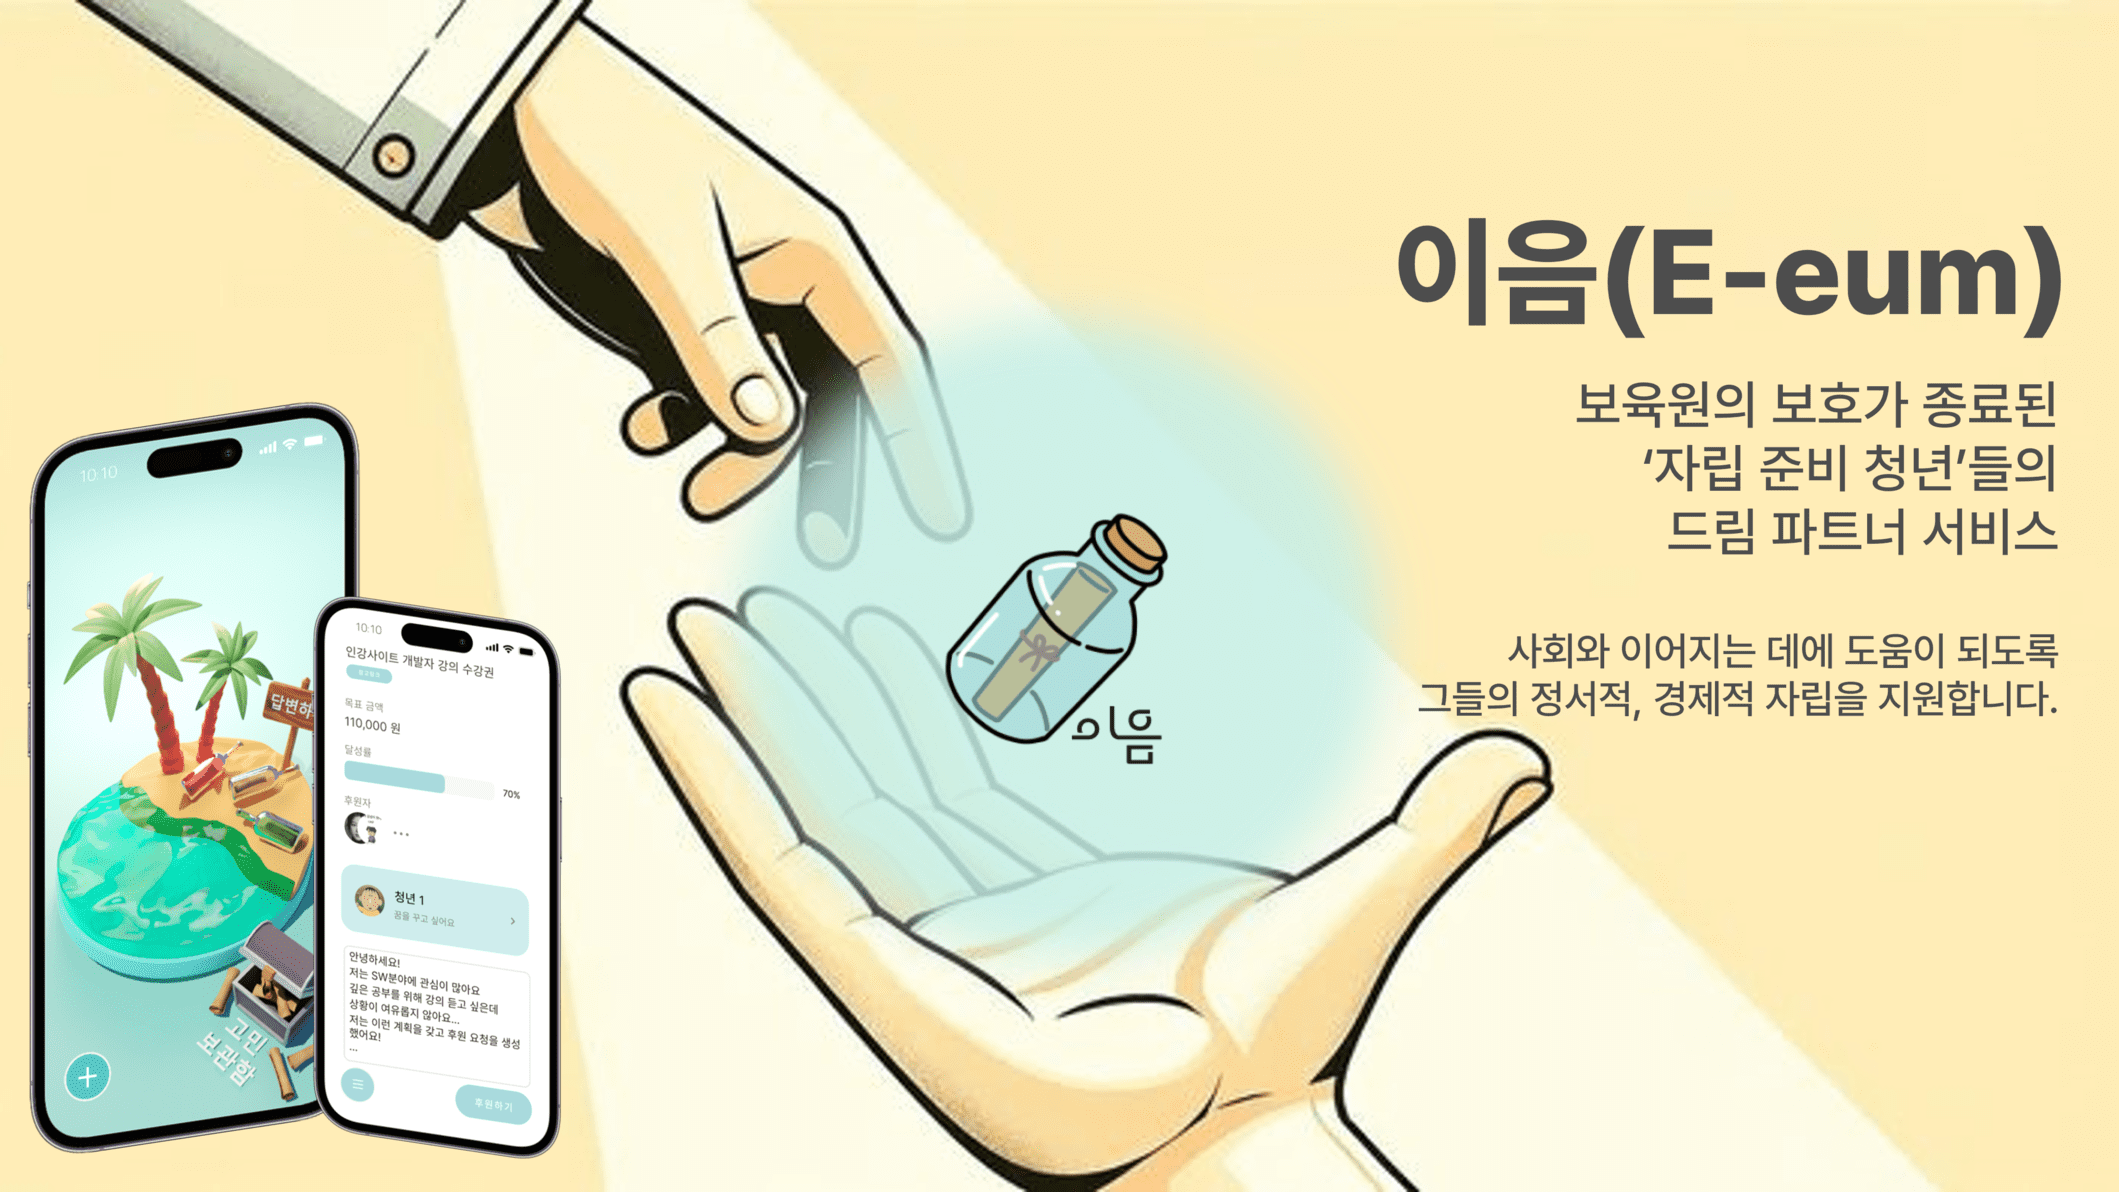 이음(E-eum)
보육원의 보호가 종료된
‘자립 준비 청년’들의
드림 파트너 서비스
사회와 이어지는 데에 도움이 되도록
그들의 정서적, 경제적 자립을 지원합니다.
이음
10:10
답변하
고민
보관함
10:10
인강사이트 개발자 강의 수강권
목표 금액
110,000 원
달성률
70%
후원자
청년 1
꿈을 꾸고 싶어요
안녕하세요!
저는 SW분야에 관심이 많아요
깊은 공부를 위해 강의 듣고 싶은데
상황이 여유롭지 않아요...
저는 이런 계획을 갖고 후원 요청을 생성
했어요!
...
후원하기